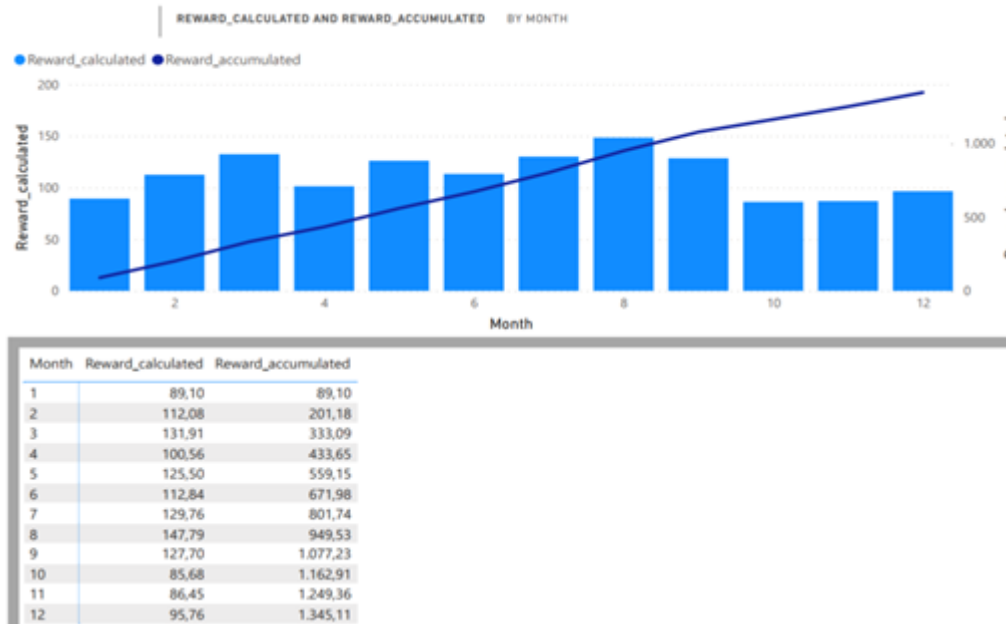 REWARD_CALCULATED AND REWARD_ACCUMULATED BY MONTH
Reward_calculated Reward_accumulated
200
150
100
50
0
Reward_calculated
1.000
500
0
2 4 6 8 10 12
Month
Month Reward_calculated Reward_accumulated
1 89,10 89,10
2 112,08 201,18
3 131,91 333,09
4 100,56 433,65
5 125,50 559,15
6 112,84 671,98
7 129,76 801,74
8 147,79 949,53
9 127,70 1.077,23
10 85,68 1.162,91
11 86,45 1.249,36
12 95,76 1.345,11